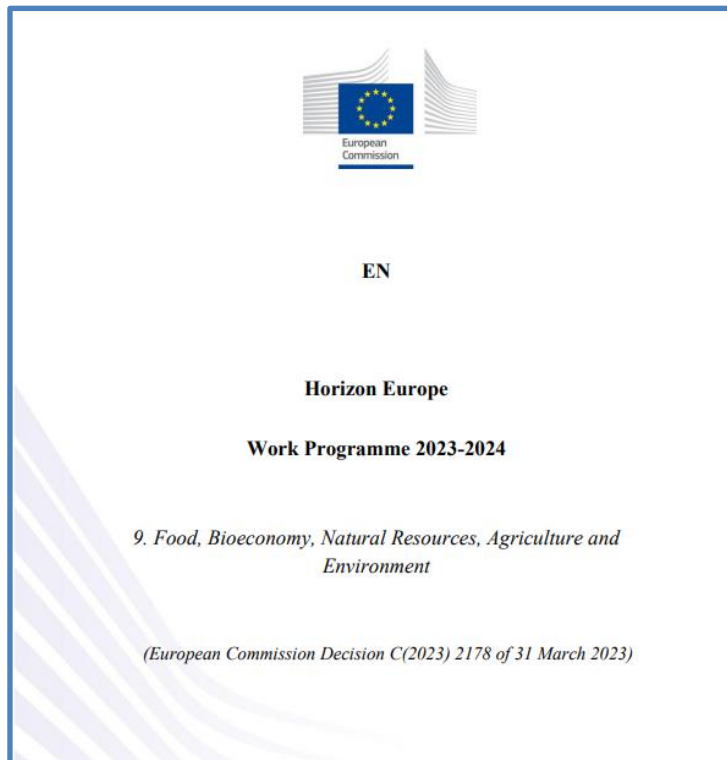 European
Commission
EN
Horizon Europe
Work Programme 2023-2024
9. Food, Bioeconomy, Natural Resources, Agriculture and
Environment
(European Commission Decision C(2023) 2178 of 31 March 2023)